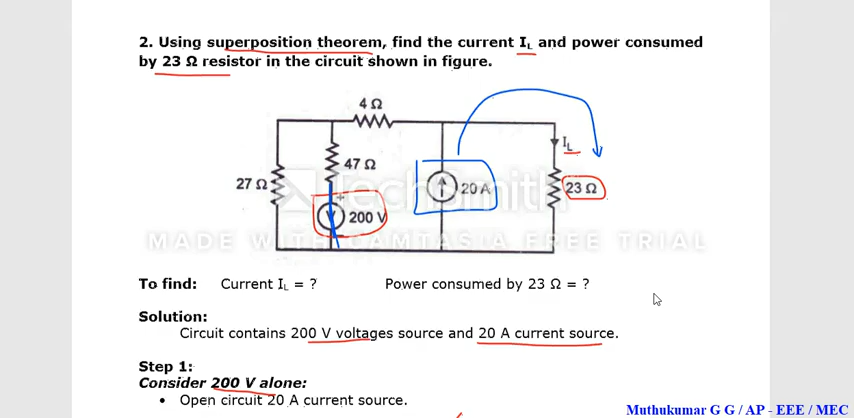 2. Using superposition theorem, find the current IL and power consumed
by 23 Ω resistor in the circuit shown in figure.
4 Ω
IL
47 Ω
27 Ω
20 A
23 Ω
+
200 V
TechSmith
MADE WITH CAMTASIA FREE TRIAL
To find: Current IL = ? Power consumed by 23 Ω = ?
Solution:
Circuit contains 200 V voltages source and 20 A current source.
Step 1:
Consider 200 V alone:
• Open circuit 20 A current source.
Muthukumar G G / AP - EEE / MEC